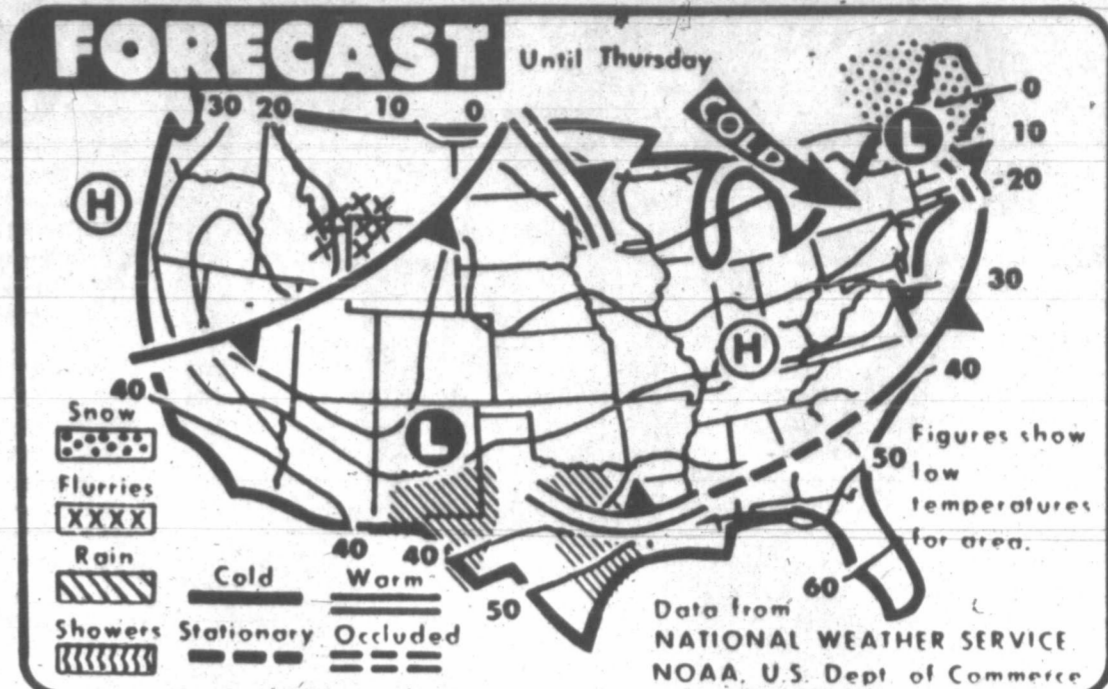 FORECAST Until Thursday
30 20 10 0
COLD
0
10
20
30
40
50
60
H
L
H
L
40
40 40
50
Snow
Flurries
XXXX
Rain
Showers
Cold Warm
Stationary Occluded
Figures show
low
temperatures
for area.
Data from
NATIONAL WEATHER SERVICE
NOAA, U.S. Dept. of Commerce